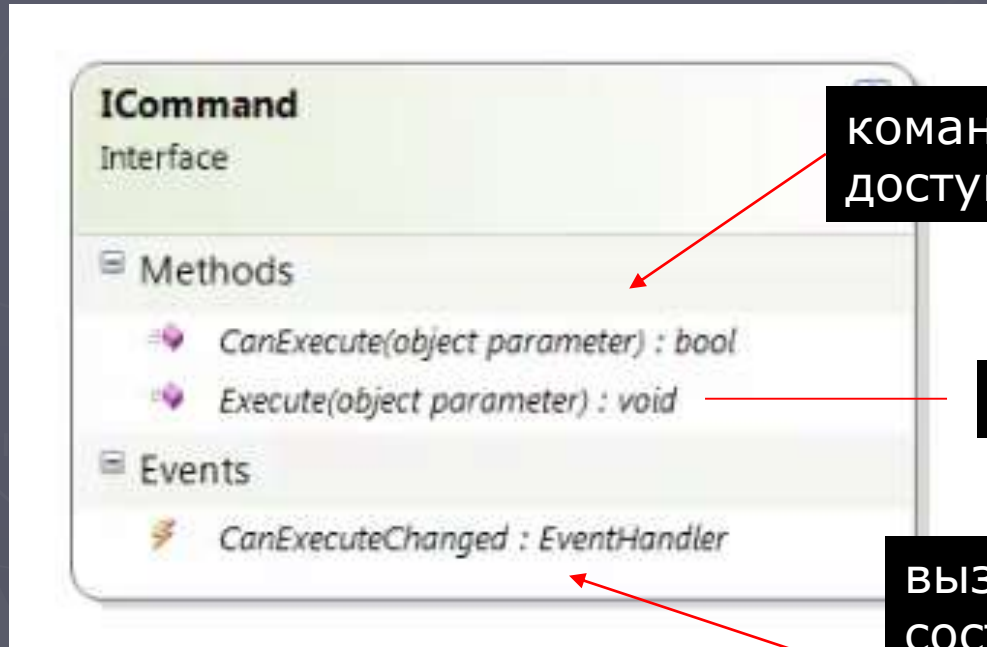 ICommand
Interface
коман
досту
Methods
CanExecute(object parameter) : bool
Execute(object parameter) : void
Events
CanExecuteChanged : EventHandler
выз
сост